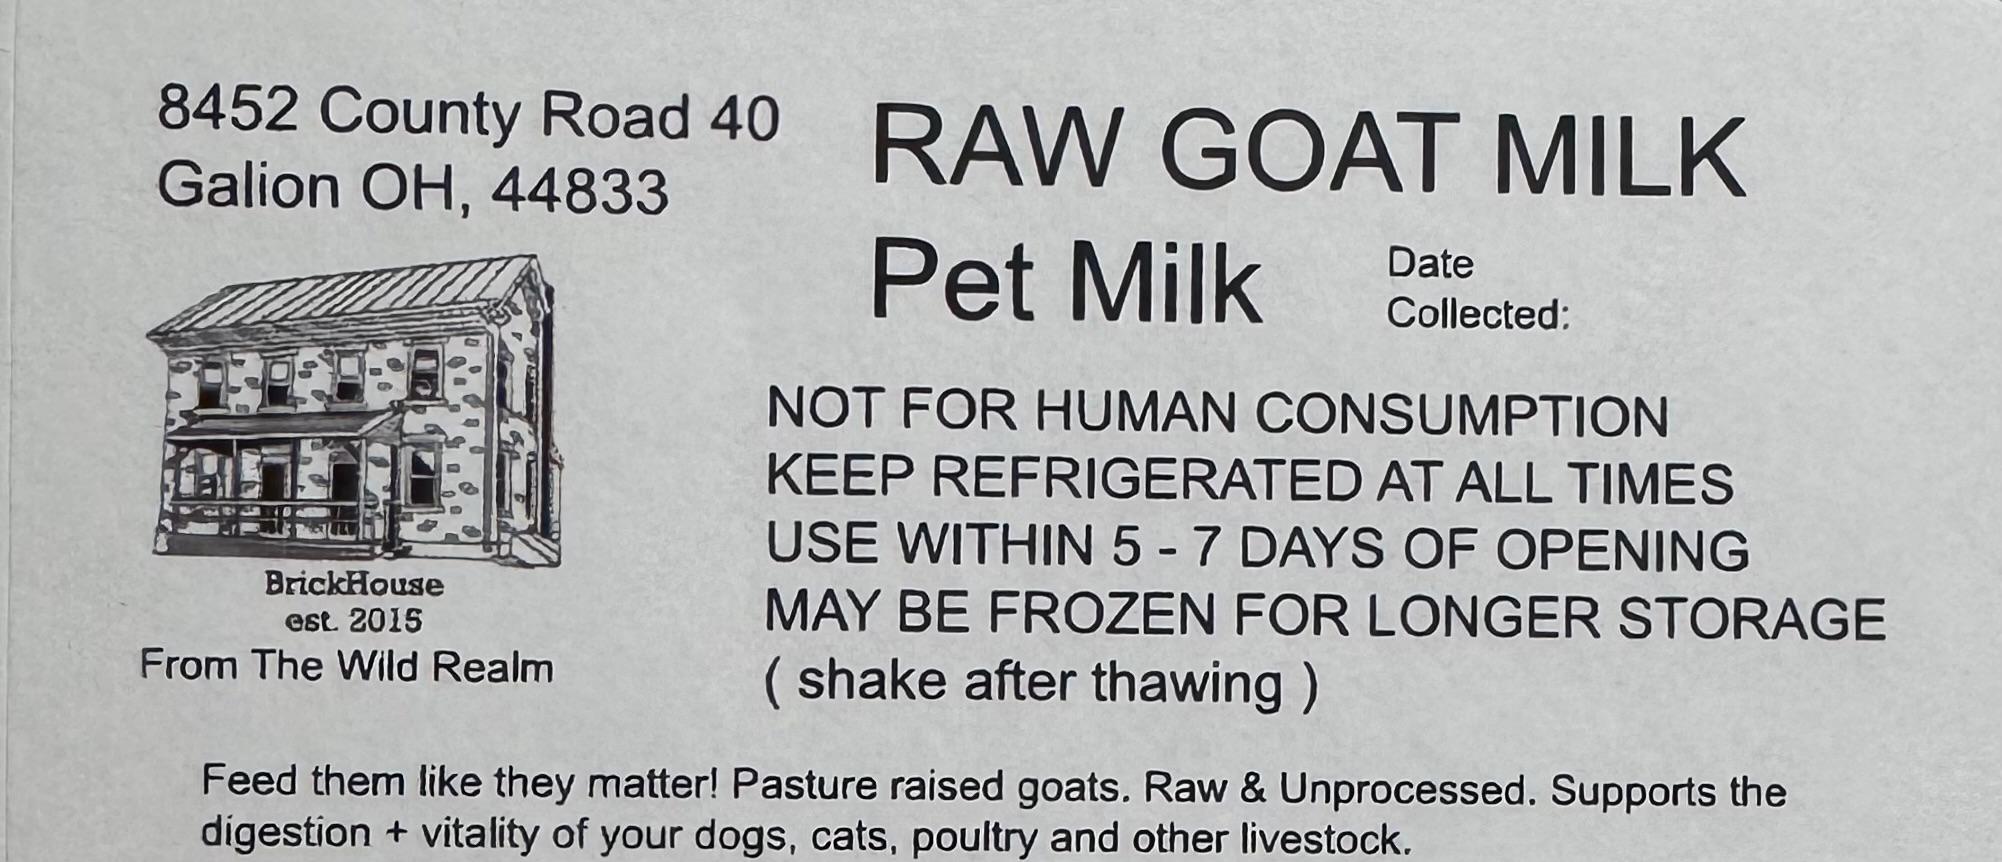 8452 County Road 40
Galion OH, 44833
BrickHouse
est. 2015
From The Wild Realm
RAW GOAT MILK
Pet Milk
Date
Collected:
NOT FOR HUMAN CONSUMPTION
KEEP REFRIGERATED AT ALL TIMES
USE WITHIN 5 - 7 DAYS OF OPENING
MAY BE FROZEN FOR LONGER STORAGE
( shake after thawing )
Feed them like they matter! Pasture raised goats. Raw & Unprocessed. Supports the
digestion + vitality of your dogs, cats, poultry and other livestock.